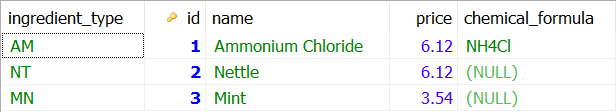 ingredient_type id name price chemical_formula
AM 1 Ammonium Chloride 6.12 NH4Cl
NT 2 Nettle 6.12 (NULL)
MN 3 Mint 3.54 (NULL)